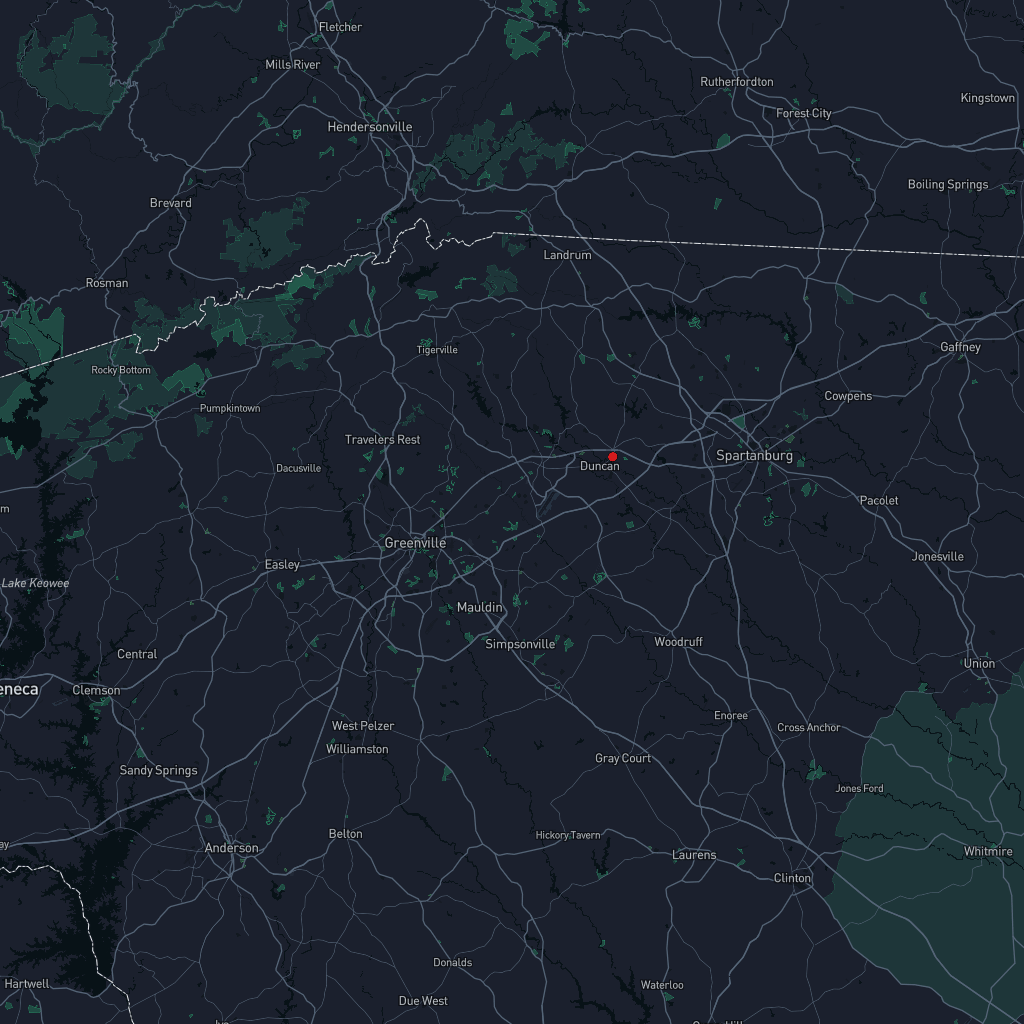 Fletcher
Mills River
Rutherfordton
Kingstown
Forest City
Hendersonville
Boiling Springs
Brevard
Landrum
Rosman
Gaffney
Tigerville
Rocky Bottom
Cowpens
Pumpkintown
Travelers Rest
Spartanburg
Duncan
Dacusville
Pacolet
m
Greenville
Jonesville
Easley
Lake Keowee
Mauldin
Woodruff
Simpsonville
Central
Union
eneca
Clemson
Enoree
West Pelzer
Cross Anchor
Williamston
Gray Court
Sandy Springs
Jones Ford
Belton
Hickory Tavern
ay
Anderson
Whitmire
Laurens
Clinton
Donalds
Hartwell
Waterloo
Due West